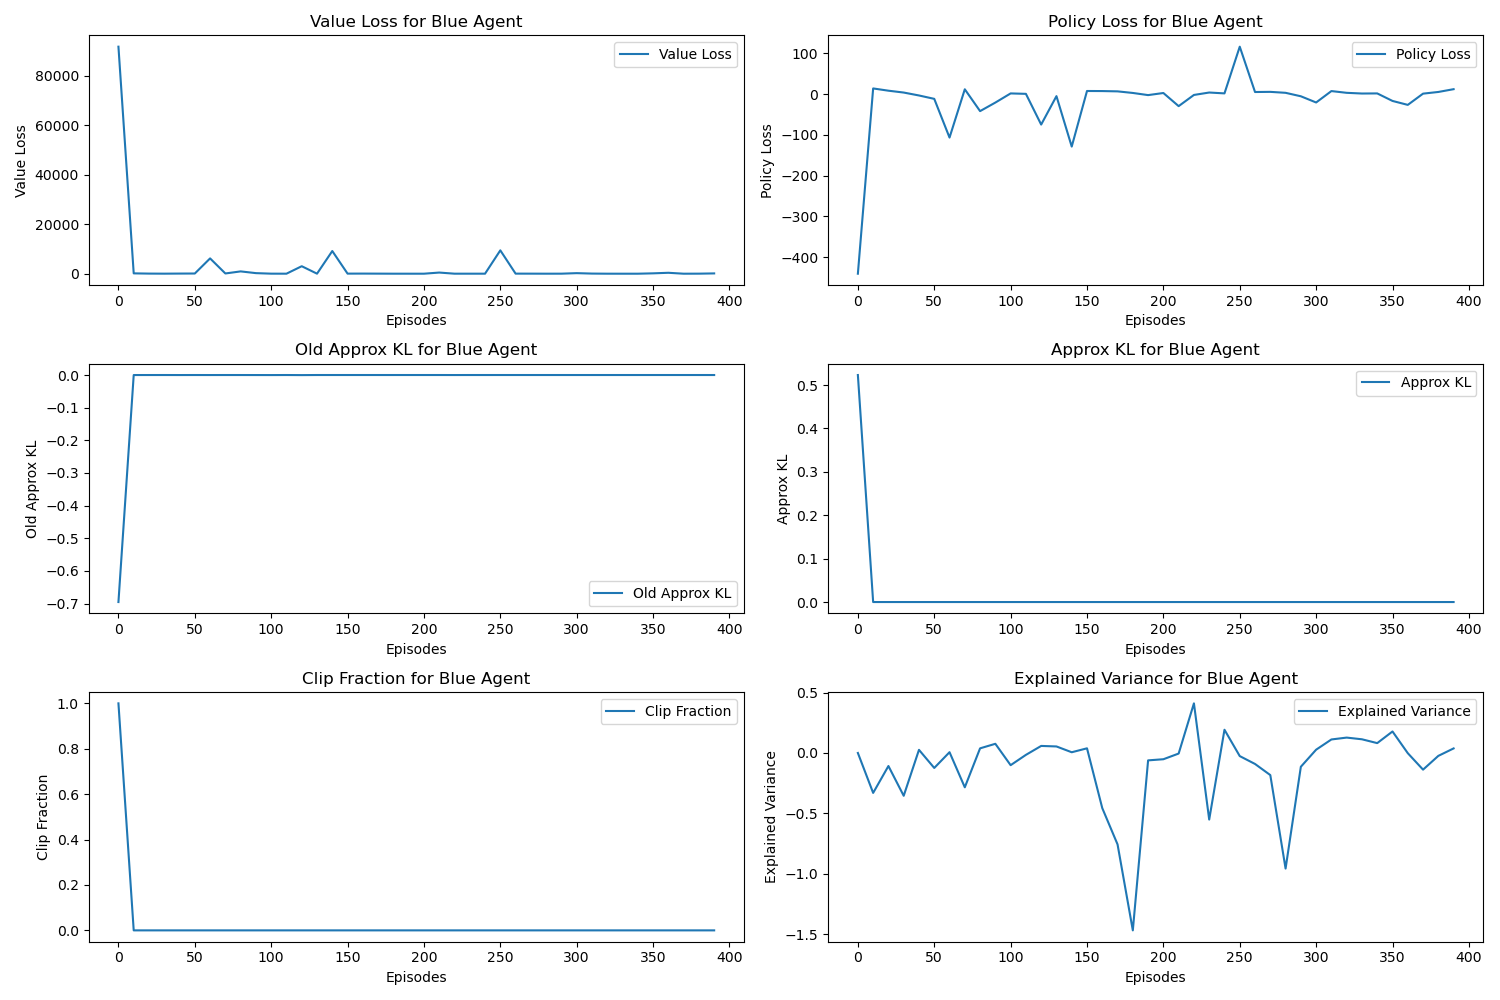 Value Loss for Blue Agent
Value Loss
80000
60000
40000
20000
0
Value Loss
0 50 100 150 200 250 300 350 400
Episodes
Policy Loss for Blue Agent
Policy Loss
100
0
−100
−200
−300
−400
Policy Loss
0 50 100 150 200 250 300 350 400
Episodes
Old Approx KL for Blue Agent
0.0
−0.1
−0.2
−0.3
−0.4
−0.5
−0.6
−0.7
Old Approx KL
Old Approx KL
0 50 100 150 200 250 300 350 400
Episodes
Approx KL for Blue Agent
Approx KL
0.5
0.4
0.3
0.2
0.1
0.0
Approx KL
0 50 100 150 200 250 300 350 400
Episodes
Clip Fraction for Blue Agent
Clip Fraction
1.0
0.8
0.6
0.4
0.2
0.0
Clip Fraction
0 50 100 150 200 250 300 350 400
Episodes
Explained Variance for Blue Agent
Explained Variance
0.5
0.0
−0.5
−1.0
−1.5
Explained Variance
0 50 100 150 200 250 300 350 400
Episodes